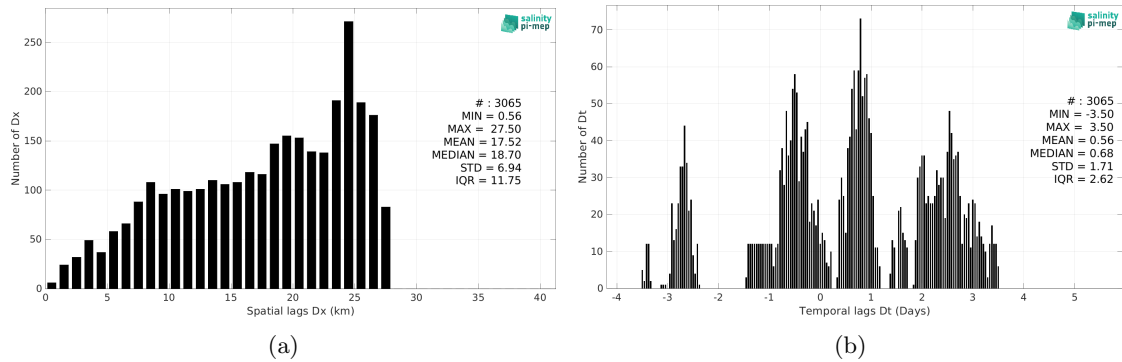 salinity
pi-mep
# : 3065
MIN = 0.56
MAX = 27.50
MEAN = 17.52
MEDIAN = 18.70
STD = 6.94
IQR = 11.75
Number of Dx
250
200
150
100
50
0
0 5 10 15 20 25 30 35 40
Spatial lags Dx (km)
(a)
salinity
pi-mep
# : 3065
MIN = -3.50
MAX = 3.50
MEAN = 0.56
MEDIAN = 0.68
STD = 1.71
IQR = 2.62
Number of Dt
70
60
50
40
30
20
10
0
-4 -3 -2 -1 0 1 2 3 4 5
Temporal lags Dt (Days)
(b)